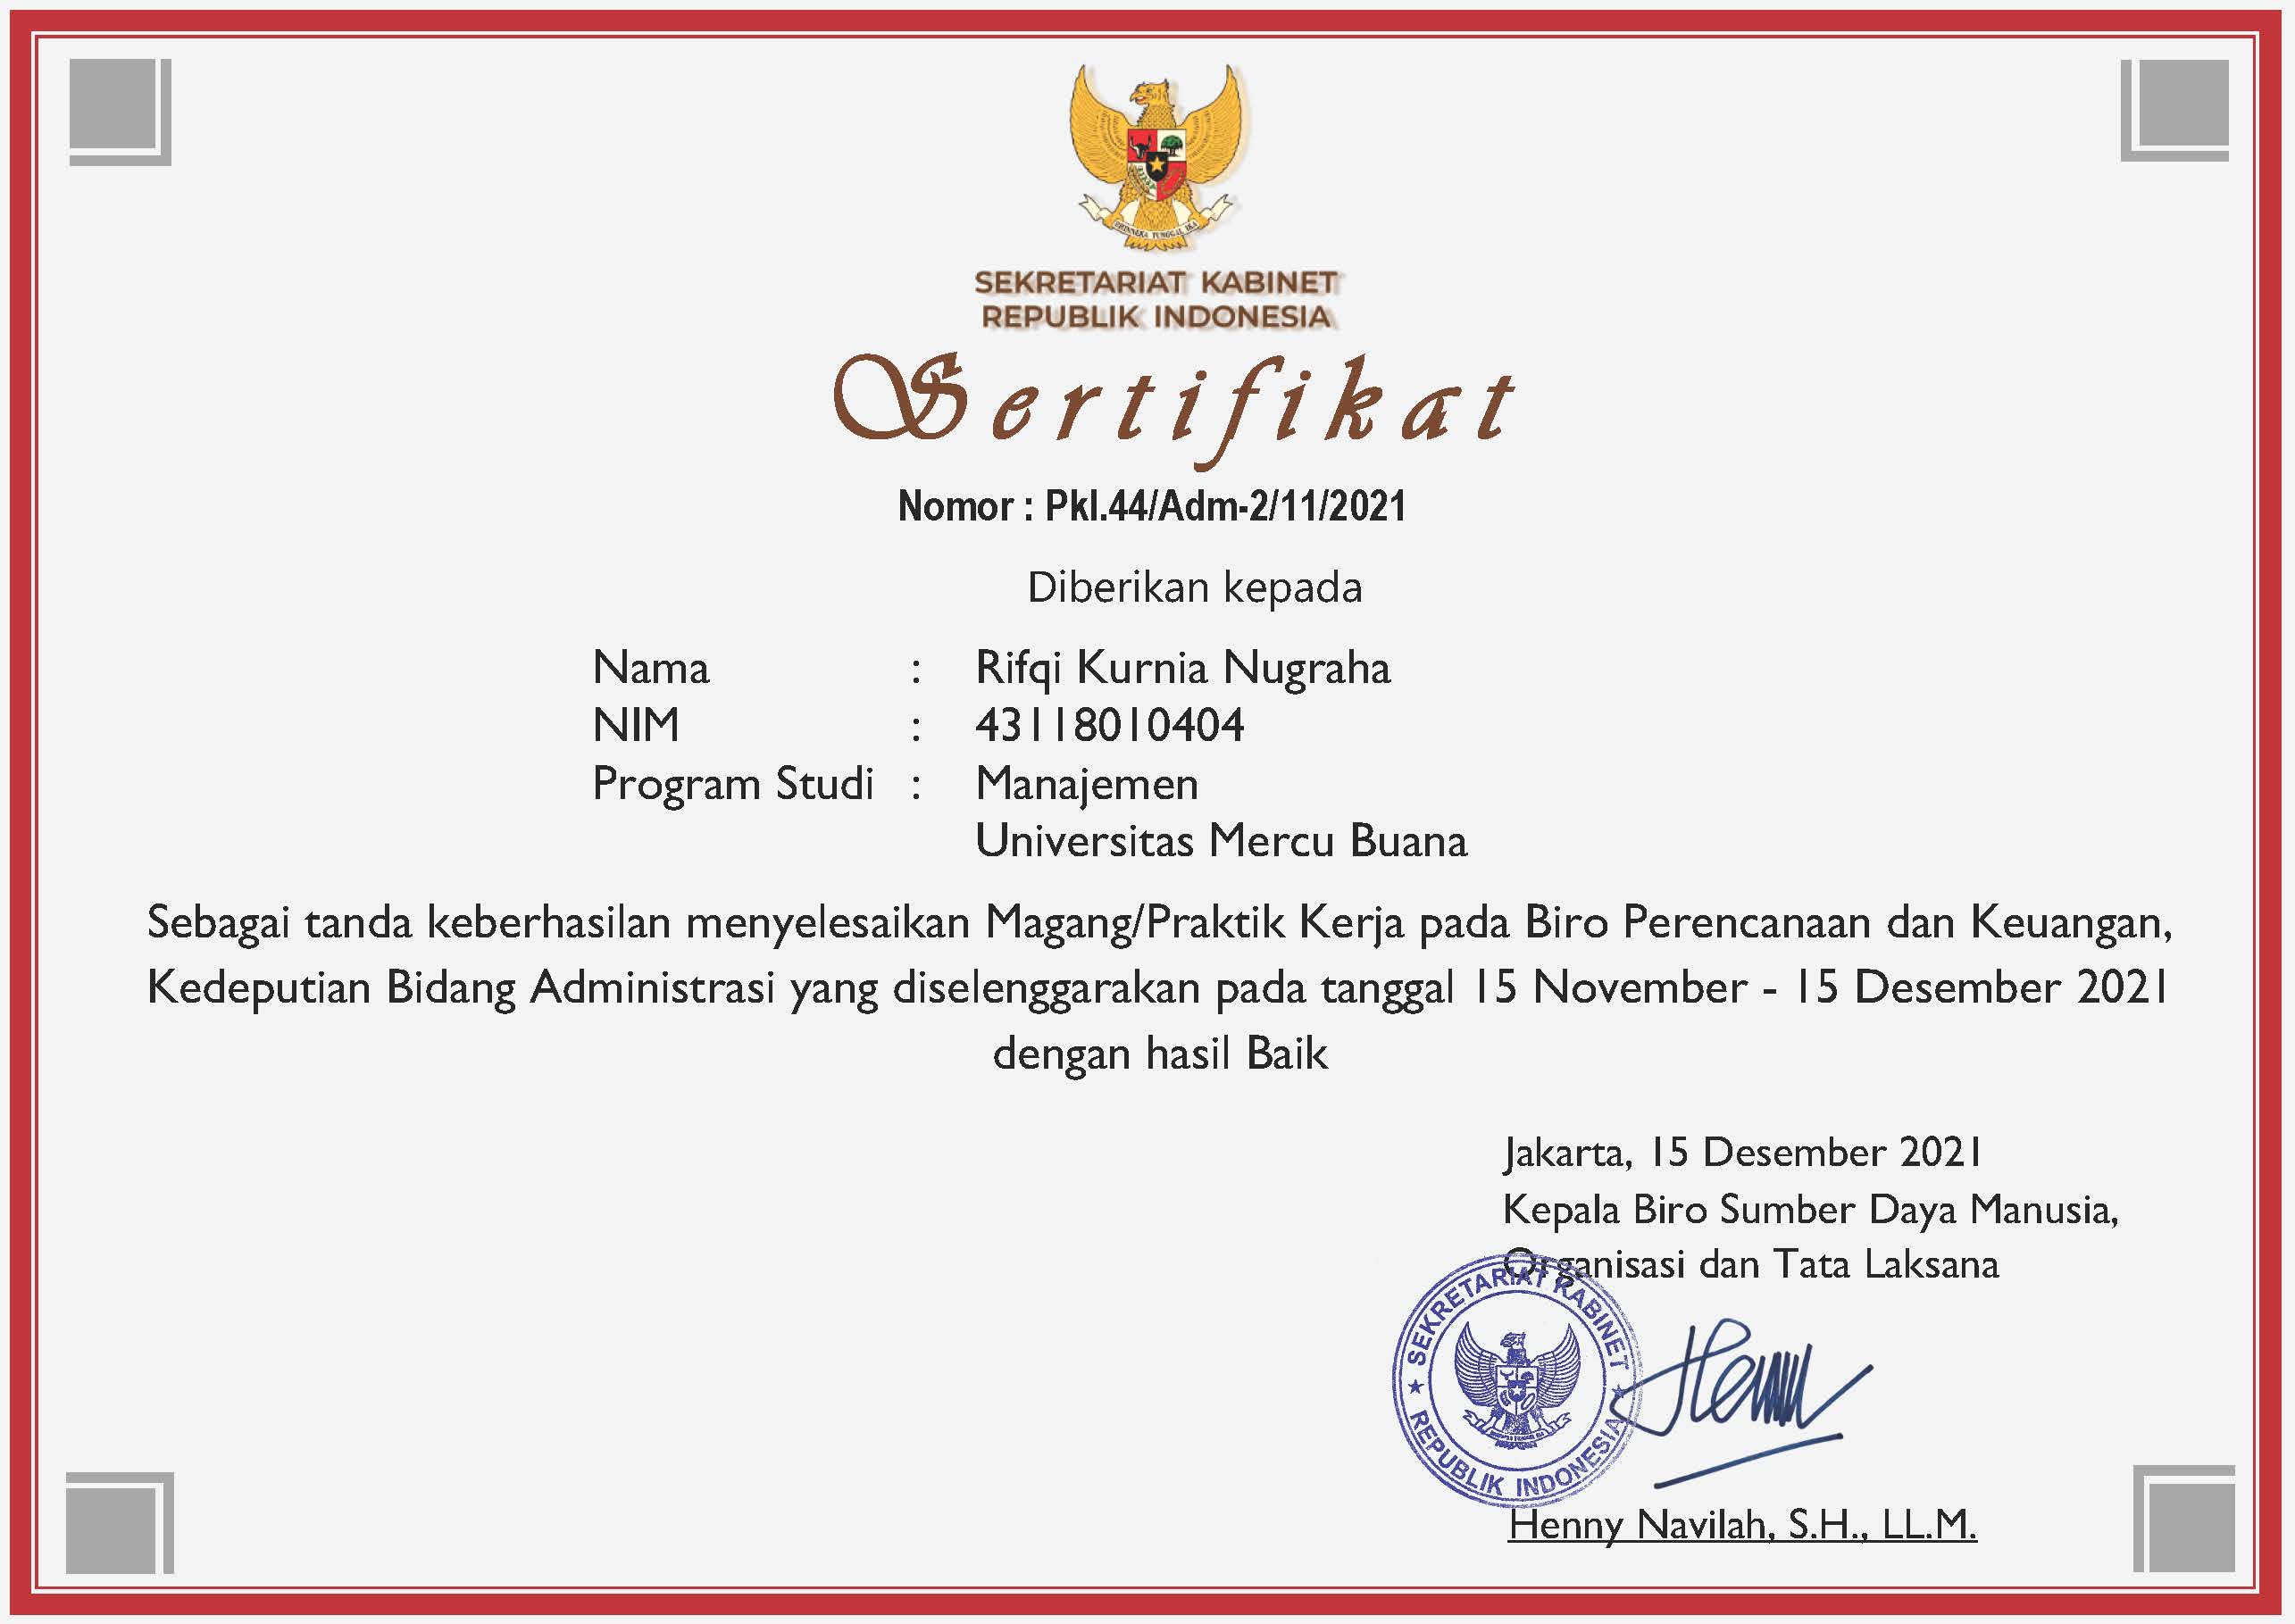 BHINNEKA TUNGGAL IKA
SEKRETARIAT KABINET
REPUBLIK INDONESIA
Sertifikat
Nomor : Pkl.44/Adm-2/11/2021
Diberikan kepada
Nama : Rifqi Kurnia Nugraha
NIM : 43118010404
Program Studi : Manajemen
Universitas Mercu Buana
Sebagai tanda keberhasilan menyelesaikan Magang/Praktik Kerja pada Biro Perencanaan dan Keuangan,
Kedeputian Bidang Administrasi yang diselenggarakan pada tanggal 15 November - 15 Desember 2021
dengan hasil Baik
Jakarta, 15 Desember 2021
Kepala Biro Sumber Daya Manusia,
Organisasi dan Tata Laksana
SEKRETARIAT KABINET
REPUBLIK INDONESIA
Henny Navilah, S.H., LL.M.